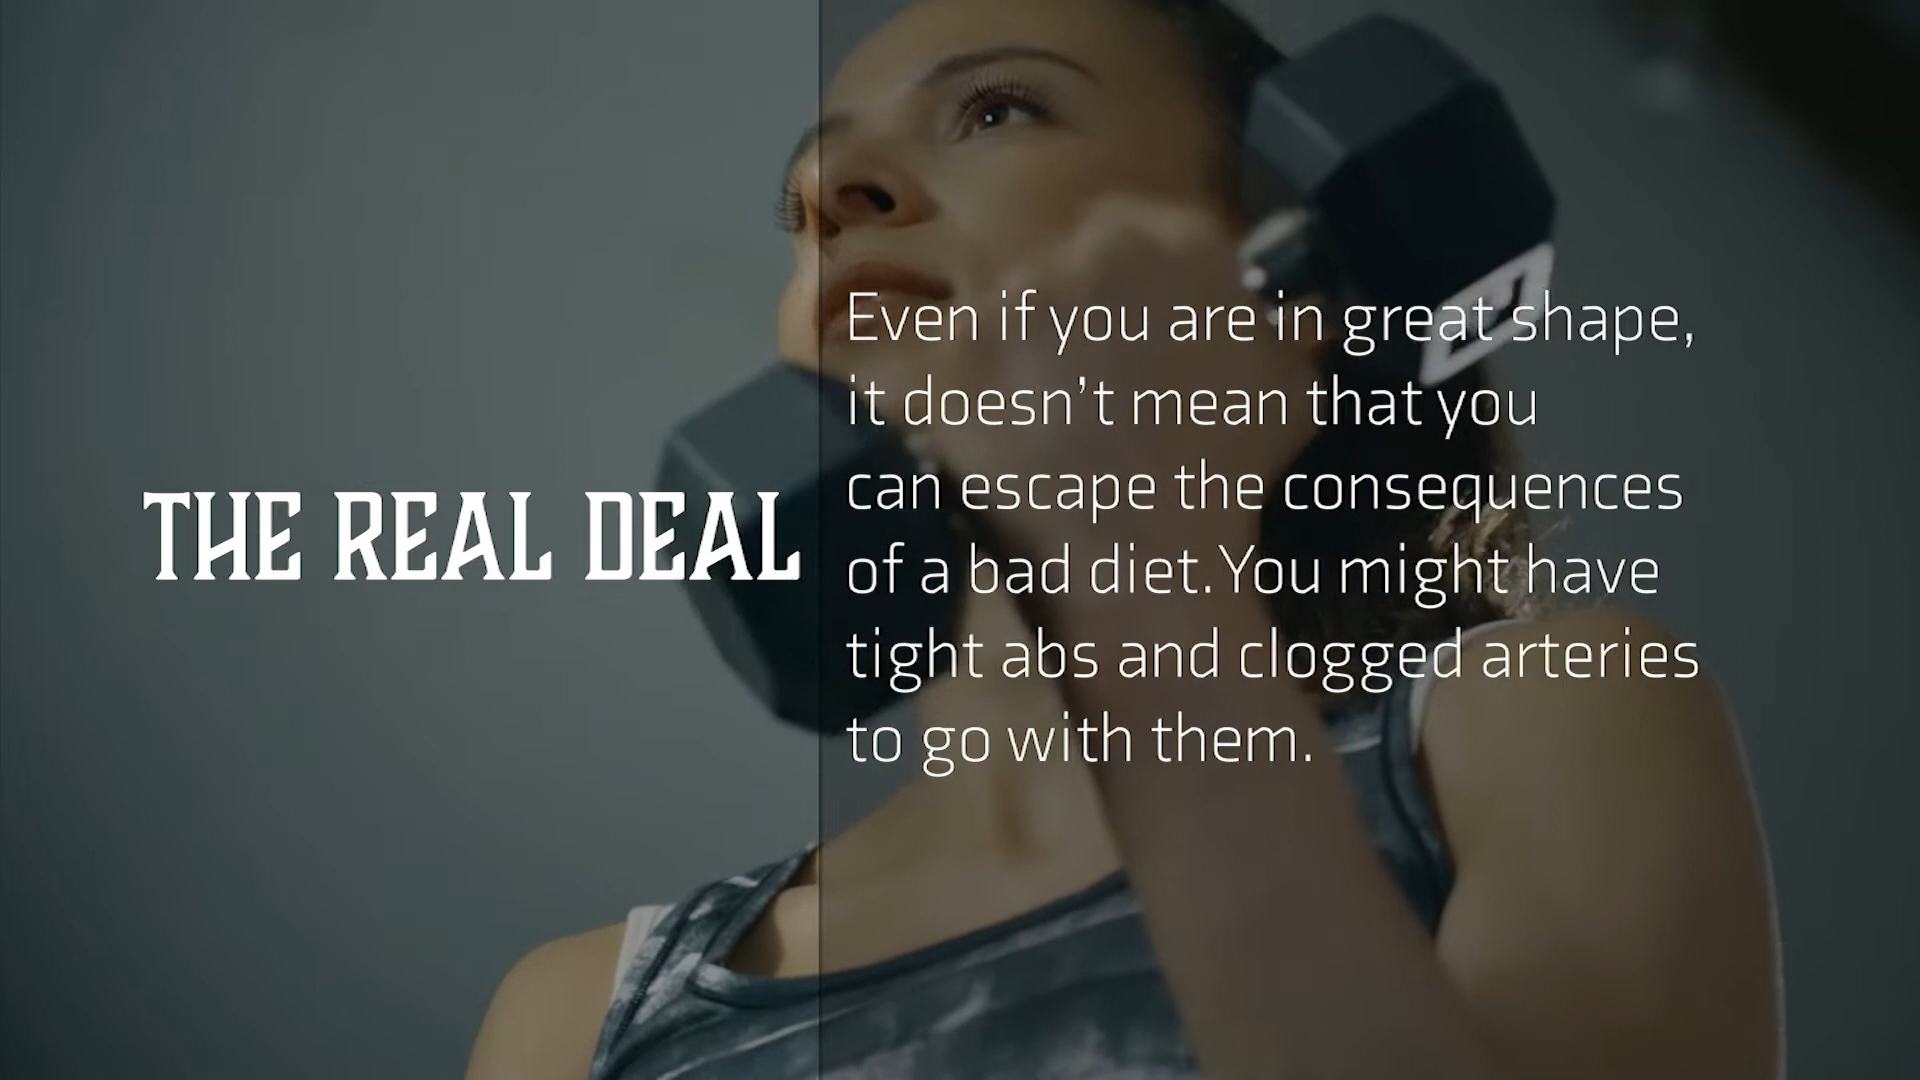 THE REAL DEAL
Even if you are in great shape,
it doesn’t mean that you
can escape the consequences
of a bad diet. You might have
tight abs and clogged arteries
to go with them.